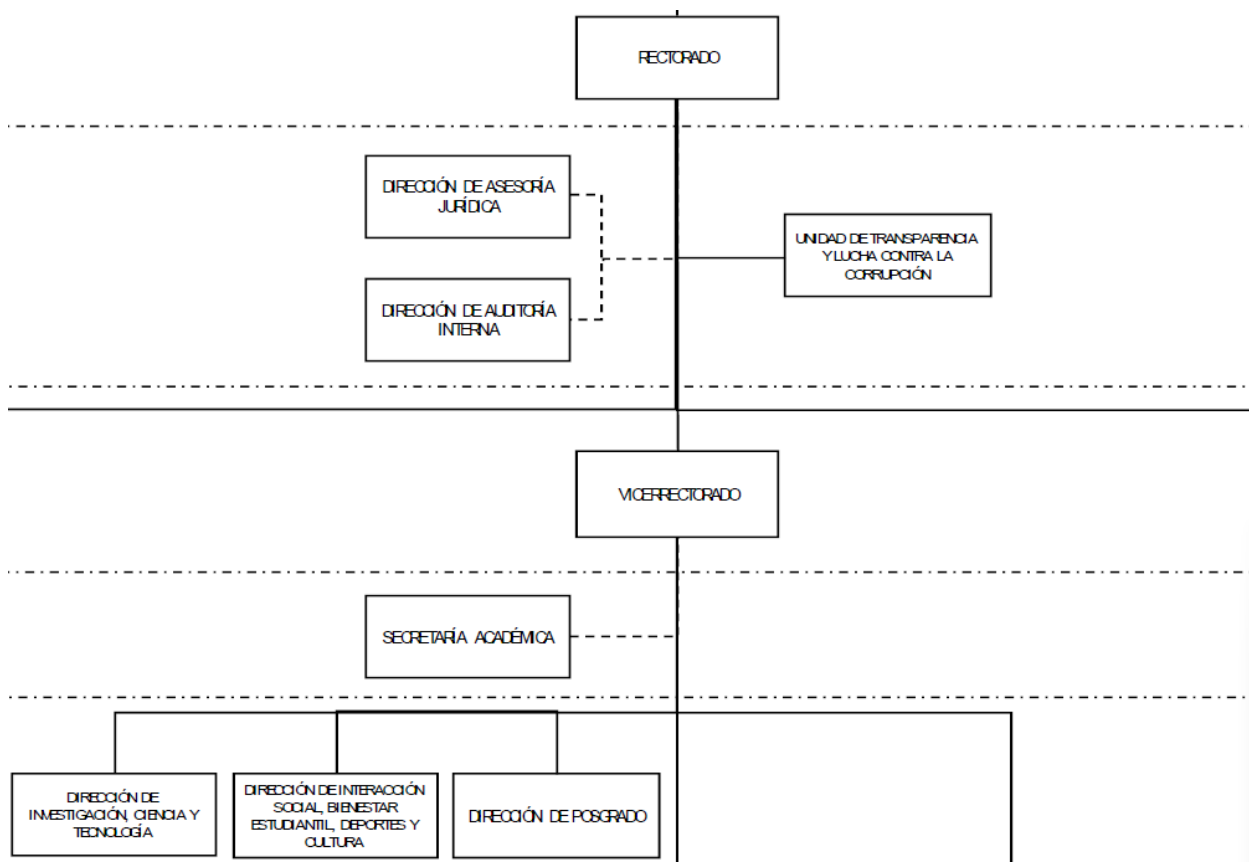 RECTORADO
DIRECCIÓN DE ASESORÍA
JURÍDICA
UNIDAD DE TRANSPARENCIA
Y LUCHA CONTRA LA
CORRUPCIÓN
DIRECCIÓN DE AUDITORÍA
INTERNA
VICERRECTORADO
SECRETARÍA ACADÉMICA
DIRECCIÓN DE
INVESTIGACIÓN, CIENCIA Y
TECNOLOGÍA
DIRECCIÓN DE INTERACCIÓN
SOCIAL, BIENESTAR
ESTUDIANTIL, DEPORTES Y
CULTURA
DIRECCIÓN DE POSGRADO